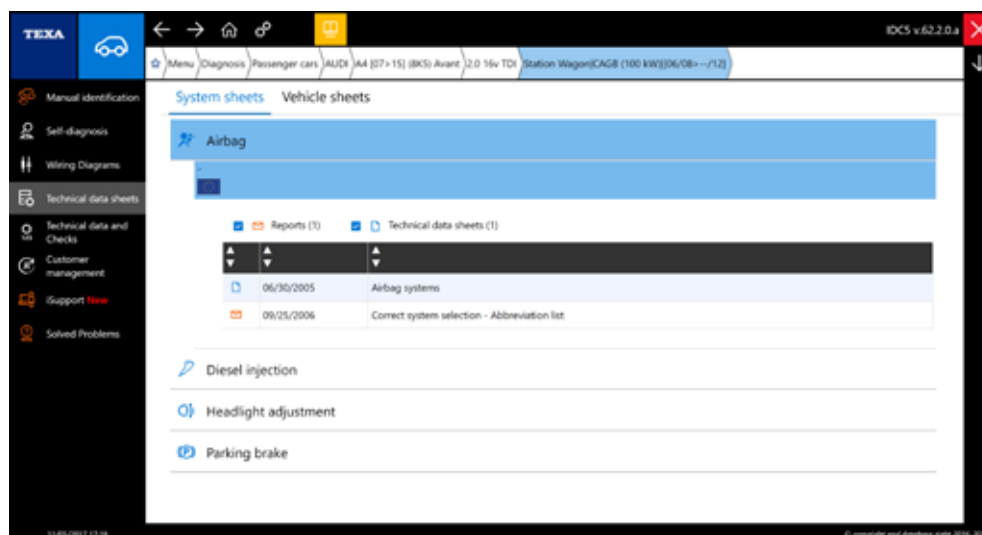 TEXA
IDC5 v.62.2.0.a
Menu Diagnosis Passenger cars AUDI A4 [07>15] (8K5) Avant 2.0 16v TDI Station Wagon|CAGB (100 kW)|[06/08>--/12]
Manual identification
Self-diagnosis
Wiring Diagrams
Technical data sheets
Technical data and
Checks
Customer
management
iSupport New
Solved Problems
System sheets Vehicle sheets
Airbag
-
Reports (1) Technical data sheets (1)
06/30/2005 Airbag systems
09/25/2006 Correct system selection - Abbreviation list
Diesel injection
Headlight adjustment
Parking brake
© copyright and database right